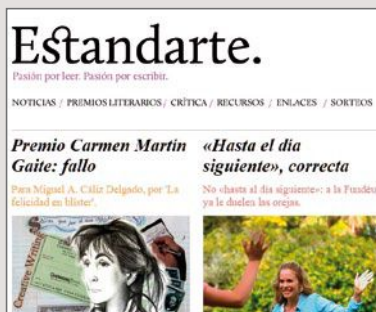 Estandarte.
Pasión por leer. Pasión por escribir.
NOTICIAS / PREMIOS LITERARIOS / CRÍTICA / RECURSOS / ENLACES / SORTEOS
Premio Carmen Martín
Gaite: fallo
Para Miguel A. Cáliz Delgado, por 'La
felicidad en blíster'.
«Hasta el día
siguiente», correcta
No «hasta al día siguiente»: a la Fundéu
ya le duelen las orejas.
Creative Writing